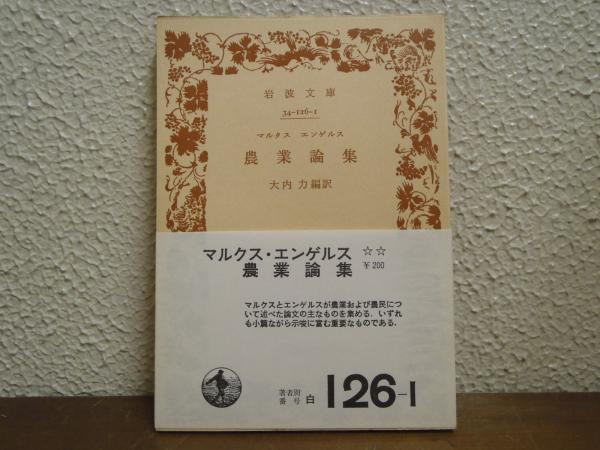 岩波文庫
34-126-1
マルクス エンゲルス
農業論集
大内力編訳
マルクス・エンゲルス ☆☆
農業論集 ￥200
マルクスとエンゲルスが農業および農民につ
いて述べた論文の主なものを集める．いずれ
も小篇ながら示唆に富む重要なものである．
著者別
番号 白 126-1